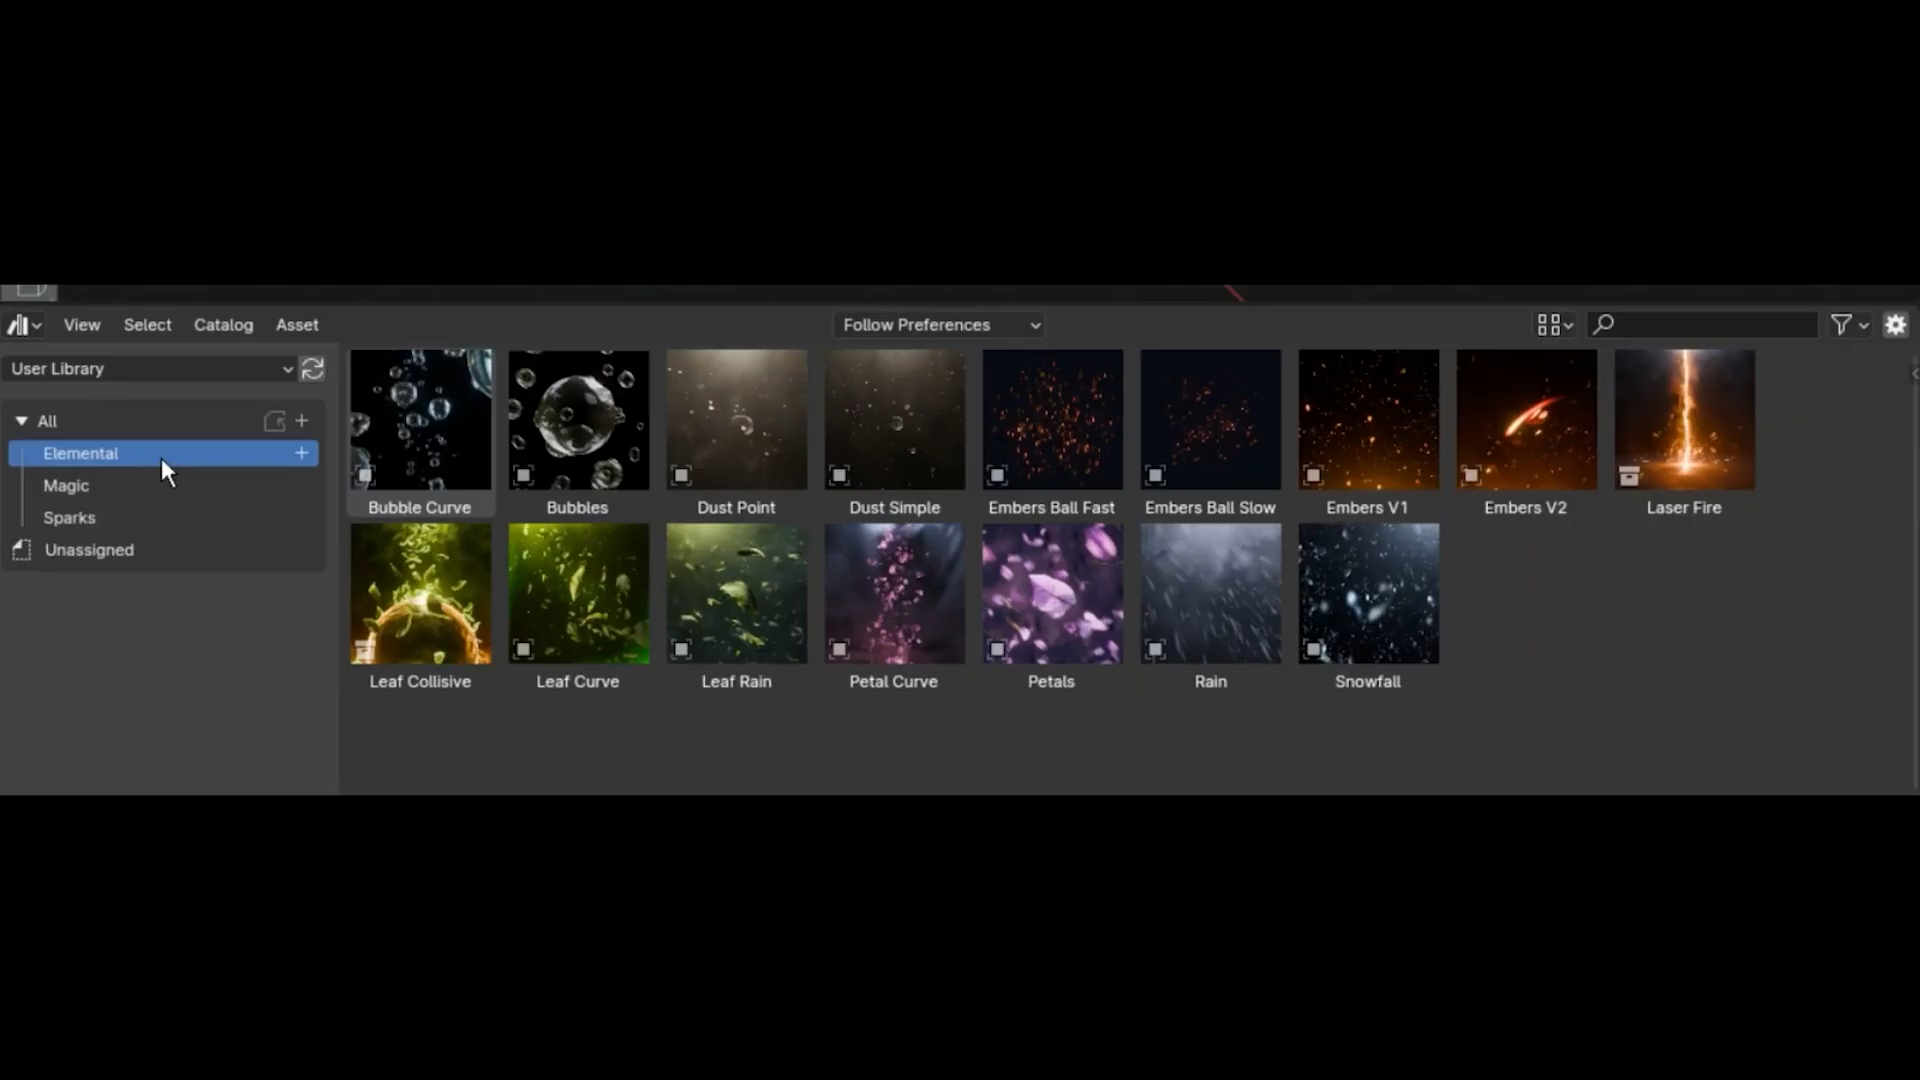 View Select Catalog Asset Follow Preferences
User Library
All
Elemental
Magic
Sparks
Unassigned
Bubble Curve Bubbles Dust Point Dust Simple Embers Ball Fast Embers Ball Slow Embers V1 Embers V2 Laser Fire
Leaf Collisive Leaf Curve Leaf Rain Petal Curve Petals Rain Snowfall